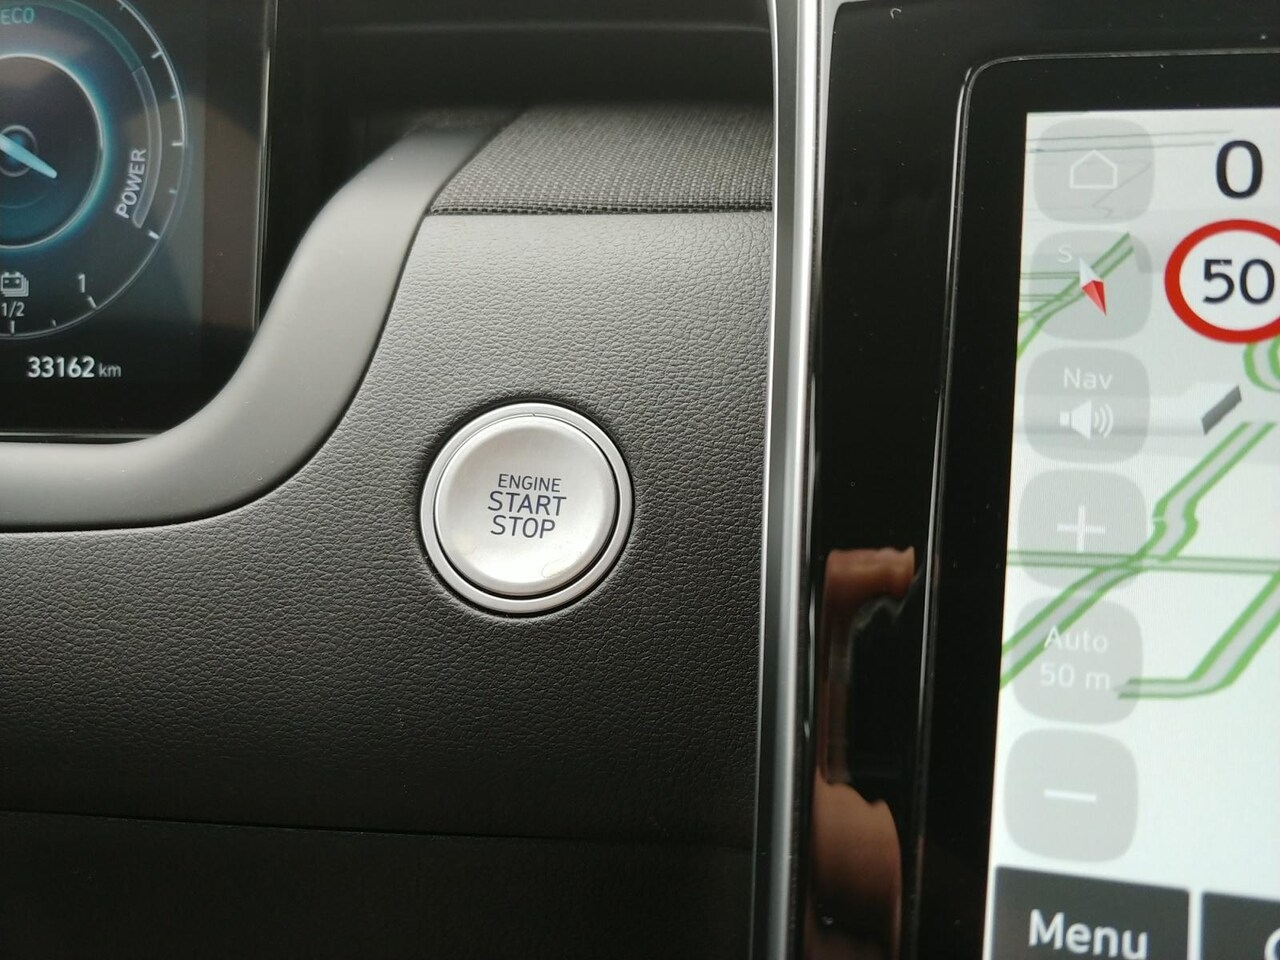 ECO
POWER
1
1/2
33162 km
ENGINE
START
STOP
0
50
S
Nav
Auto
50 m
Menu